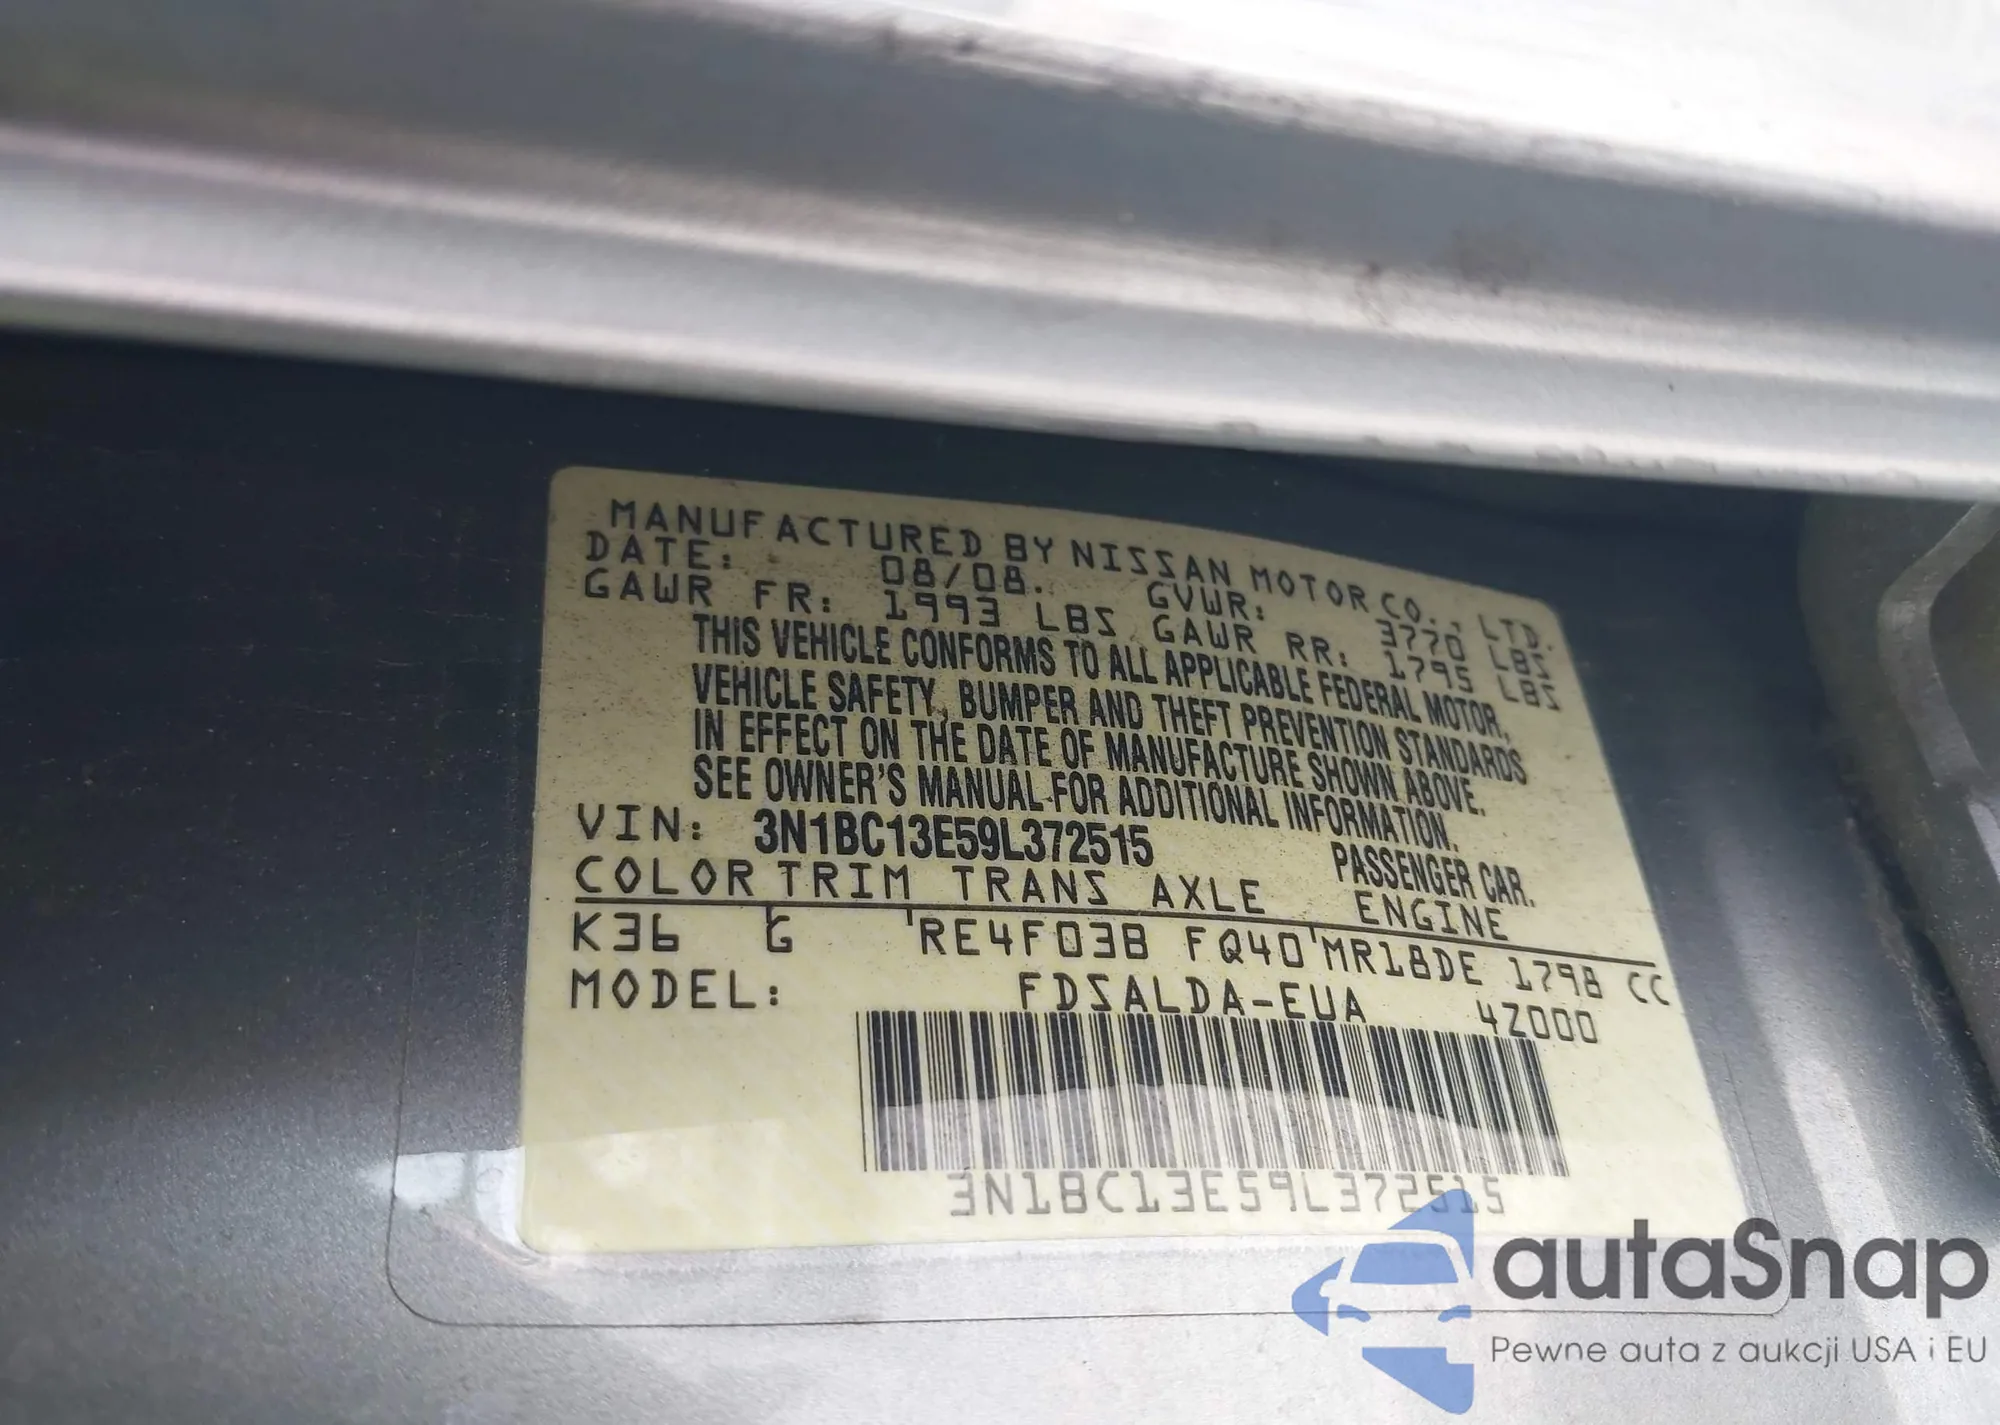 MANUFACTURED BY NISSAN MOTOR CO., LTD.
DATE: 08/08. GVWR: 3770 LBS
GAWR FR: 1993 LBS GAWR RR: 1795 LBS
THIS VEHICLE CONFORMS TO ALL APPLICABLE FEDERAL MOTOR,
VEHICLE SAFETY, BUMPER AND THEFT PREVENTION STANDARDS
IN EFFECT ON THE DATE OF MANUFACTURE SHOWN ABOVE.
SEE OWNER'S MANUAL FOR ADDITIONAL INFORMATION.
VIN: 3N1BC13E59L372515 PASSENGER CAR.
COLOR TRIM TRANS AXLE ENGINE
K36 G RE4F03B FQ40 MR18DE 1798 CC
MODEL: FDSALDA-EUA 4Z000
3N1BC13E59L372515
autaSnap
Pewne auta z aukcji USA i EU